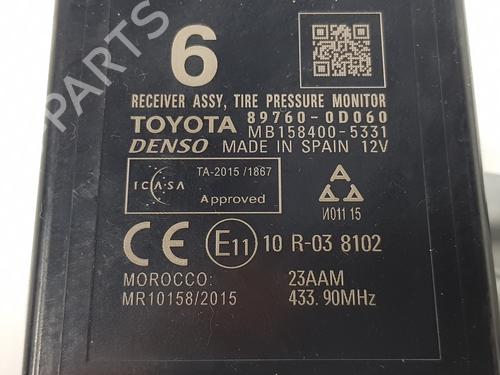 PARTS
6
RECEIVER ASSY, TIRE PRESSURE MONITOR
TOYOTA 89760-0D060
MB158400-5331
DENSO MADE IN SPAIN 12V
TA-2015 /1867
ICASA
Approved
И011 15
CE E11 10 R-03 8102
MOROCCO: 23AAM
MR10158/2015 433.90MHz